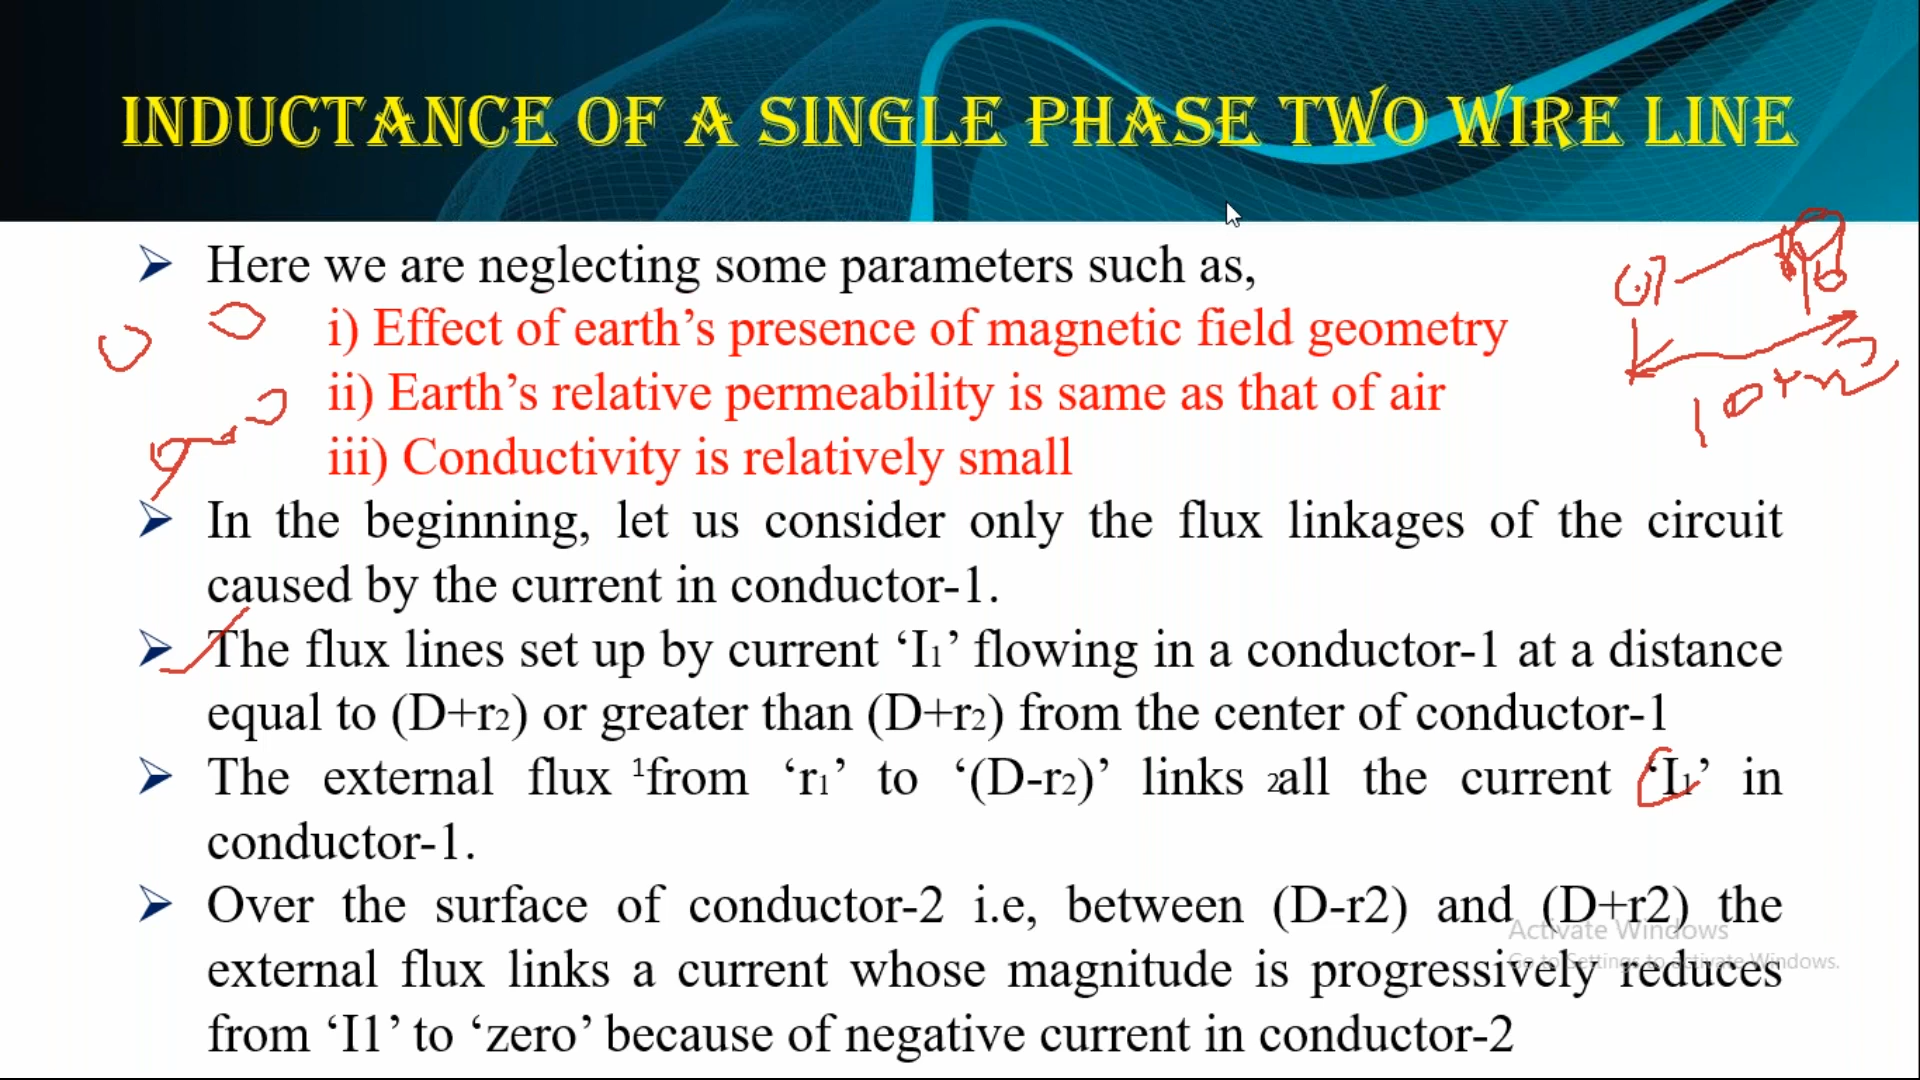 INDUCTANCE OF A SINGLE PHASE TWO WIRE LINE
Here we are neglecting some parameters such as,
i) Effect of earth's presence of magnetic field geometry
ii) Earth's relative permeability is same as that of air
iii) Conductivity is relatively small
In the beginning, let us consider only the flux linkages of the circuit
caused by the current in conductor-1.
The flux lines set up by current ‘I1’ flowing in a conductor-1 at a distance
equal to (D+r2) or greater than (D+r2) from the center of conductor-1
The external flux 1from ‘r1’ to ‘(D-r2)’ links 2all the current ‘I1’ in
conductor-1.
Over the surface of conductor-2 i.e, between (D-r2) and (D+r2) the
external flux links a current whose magnitude is progressively reduces
from ‘I1’ to ‘zero’ because of negative current in conductor-2
Activate Windows
Go to Settings to activate Windows.